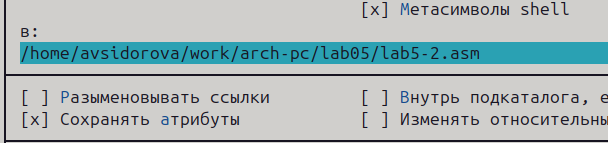 [x] Метасимволы shell
в:
/home/avsidorova/work/arch-pc/lab05/lab5-2.asm
[ ] Разыменовывать ссылки [ ] Внутрь подкаталога, е
[x] Сохранять атрибуты [ ] Изменять относительны